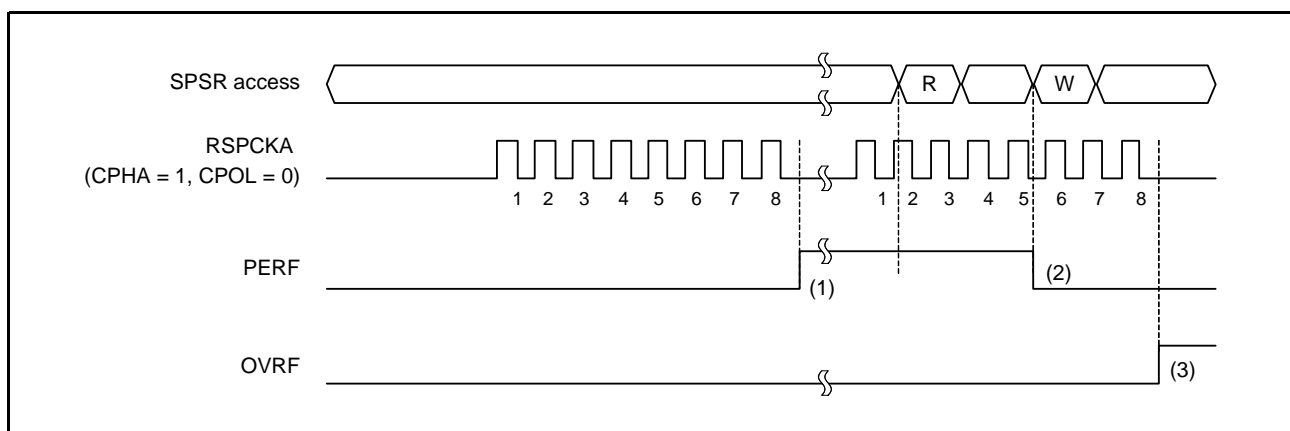 SPSR access
R
W
RSPCKA
(CPHA = 1, CPOL = 0)
1 2 3 4 5 6 7 8 1 2 3 4 5 6 7 8
PERF
(1)
(2)
OVRF
(3)